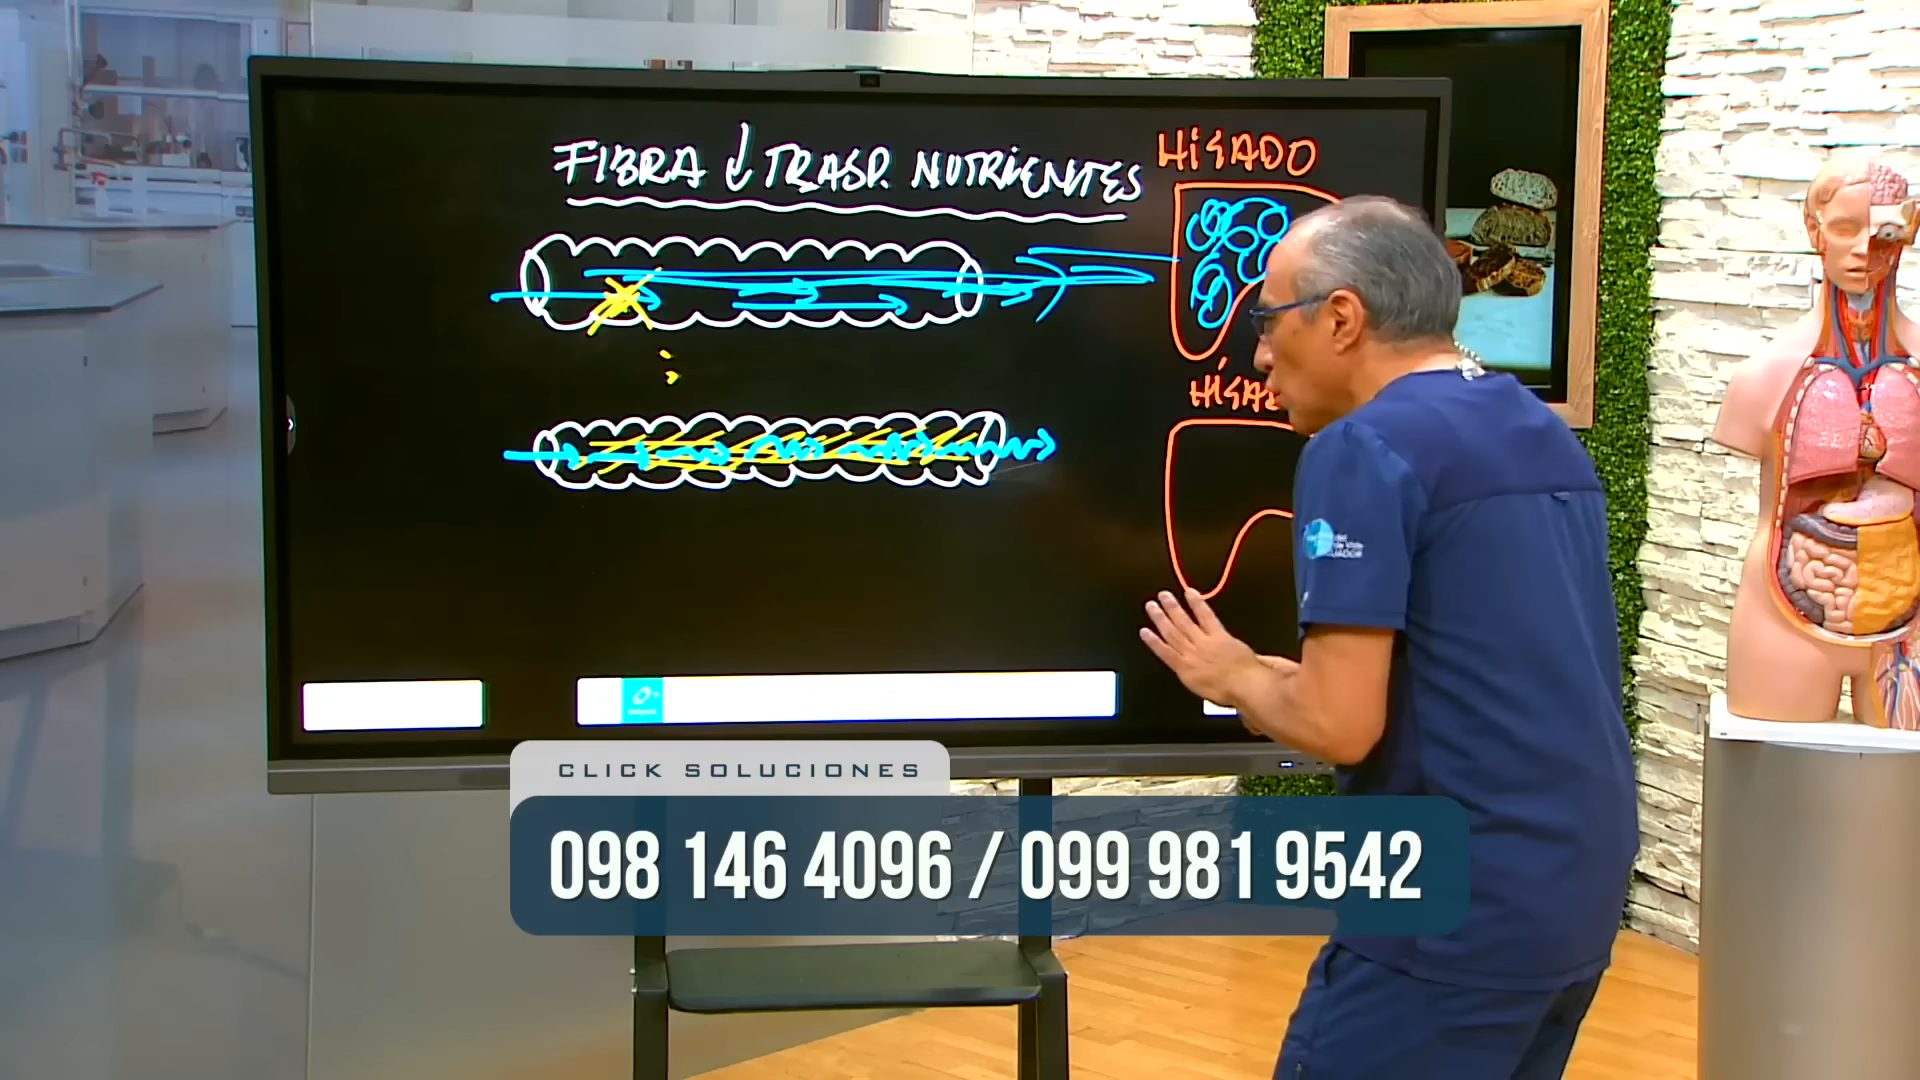 FIBRA ↓ TRASP. NUTRIENTES
HíGADO
CLICK SOLUCIONES
098 146 4096 / 099 981 9542